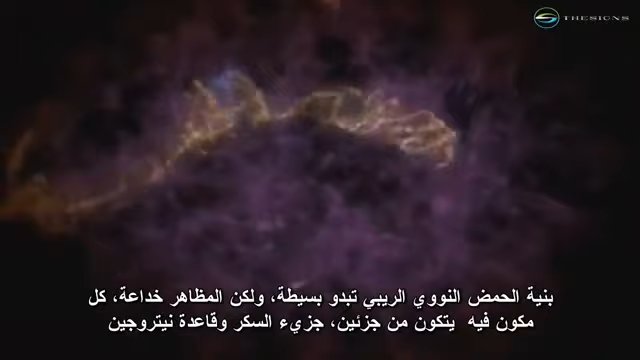 THESIGNS
بنية الحمض النووي الريبي تبدو بسيطة، ولكن المظاهر خداعة، كل
مكون فيه يتكون من جزئين، جزيء السكر وقاعدة نيتروجين